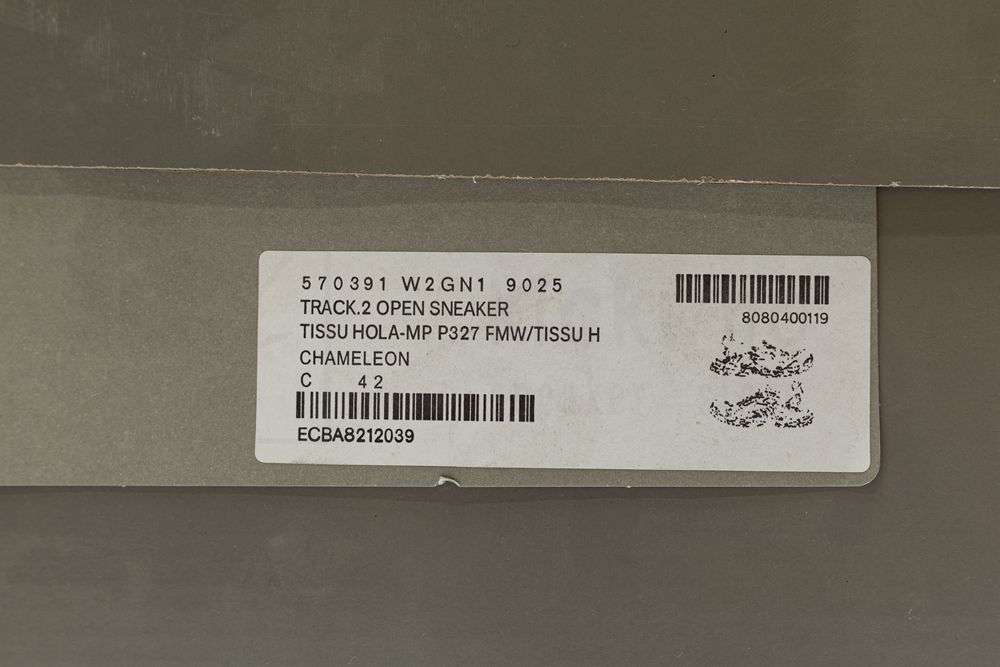 570391 W2GN1 9025
TRACK.2 OPEN SNEAKER
TISSU HOLA-MP P327 FMW/TISSU H
CHAMELEON
C 42
ECBA8212039
8080400119